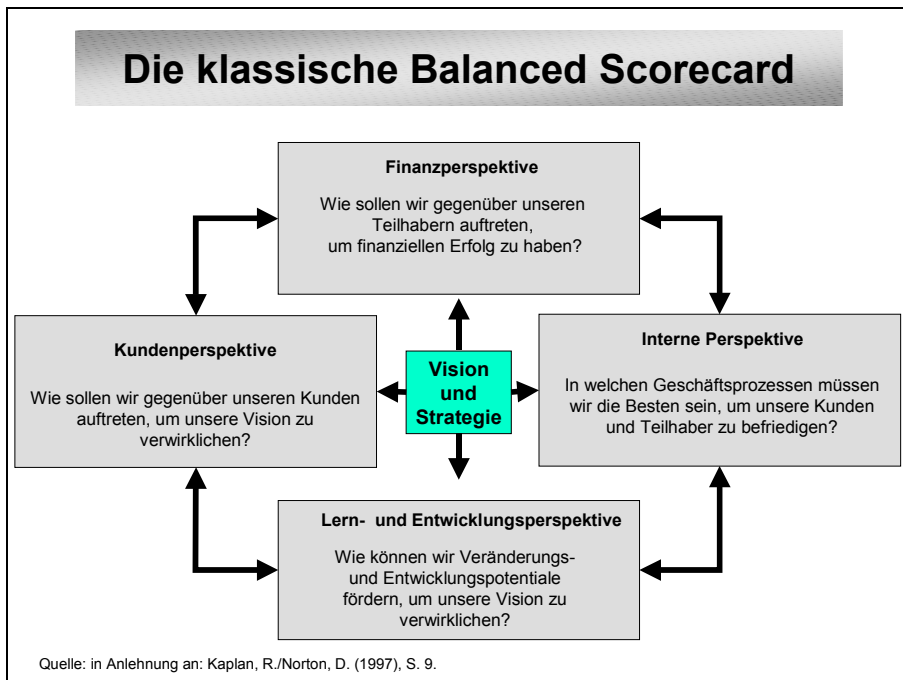 Die klassische Balanced Scorecard
Finanzperspektive
Wie sollen wir gegenüber unseren
Teilhabern auftreten,
um finanziellen Erfolg zu haben?
Kundenperspektive
Wie sollen wir gegenüber unseren Kunden
auftreten, um unsere Vision zu
verwirklichen?
Vision
und
Strategie
Interne Perspektive
In welchen Geschäftsprozessen müssen
wir die Besten sein, um unsere Kunden
und Teilhaber zu befriedigen?
Lern- und Entwicklungsperspektive
Wie können wir Veränderungs-
und Entwicklungspotentiale
fördern, um unsere Vision zu
verwirklichen?
Quelle: in Anlehnung an: Kaplan, R./Norton, D. (1997), S. 9.